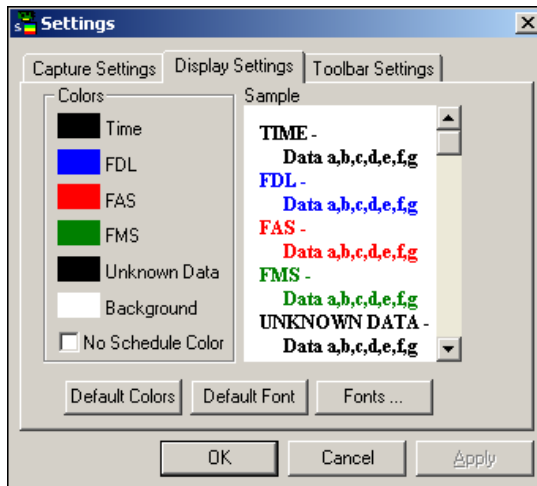 Settings
Capture Settings Display Settings Toolbar Settings
Colors
Time
FDL
FAS
FMS
Unknown Data
Background
No Schedule Color
Sample
TIME -
Data a,b,c,d,e,f,g
FDL -
Data a,b,c,d,e,f,g
FAS -
Data a,b,c,d,e,f,g
FMS -
Data a,b,c,d,e,f,g
UNKNOWN DATA -
Data a,b,c,d,e,f,g
Default Colors Default Font Fonts ...
OK Cancel Apply